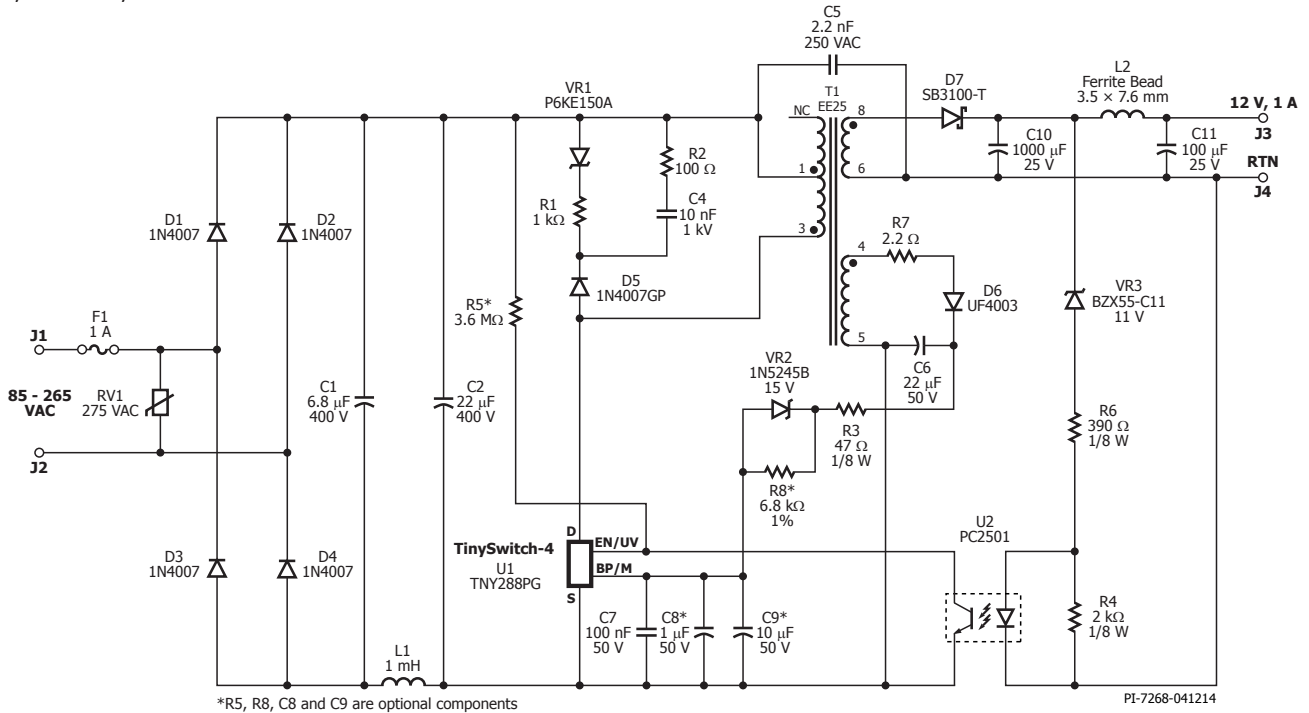 C5
2.2 nF
250 VAC
VR1
P6KE150A
NC
T1
EE25
8
D7
SB3100-T
L2
Ferrite Bead
3.5 × 7.6 mm
12 V, 1 A
J3
C10
1000 µF
25 V
C11
100 µF
25 V
RTN
J4
R2
100 Ω
1
6
R1
1 kΩ
C4
10 nF
1 kV
3
D1
1N4007
D2
1N4007
R7
2.2 Ω
4
D5
1N4007GP
D6
UF4003
VR3
BZX55-C11
11 V
R5*
3.6 MΩ
F1
1 A
J1
5
C6
22 µF
50 V
VR2
1N5245B
15 V
85 - 265
VAC
RV1
275 VAC
C1
6.8 µF
400 V
C2
22 µF
400 V
R3
47 Ω
1/8 W
R6
390 Ω
1/8 W
J2
R8*
6.8 kΩ
1%
U2
PC2501
D
EN/UV
TinySwitch-4
U1
TNY288PG
BP/M
S
D3
1N4007
D4
1N4007
C7
100 nF
50 V
C8*
1 µF
50 V
C9*
10 µF
50 V
R4
2 kΩ
1/8 W
L1
1 mH
*R5, R8, C8 and C9 are optional components
PI-7268-041214